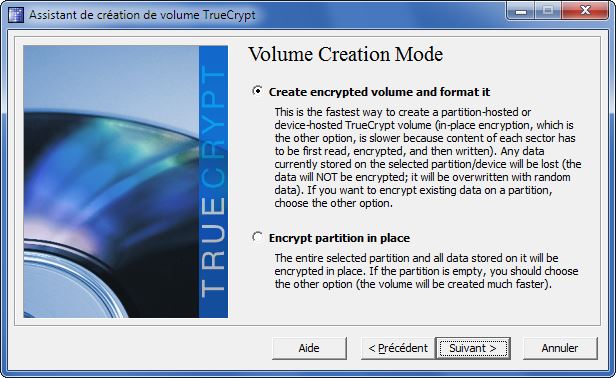 Assistant de création de volume TrueCrypt
TRUECRYPT
Volume Creation Mode
Create encrypted volume and format it
This is the fastest way to create a partition-hosted or
device-hosted TrueCrypt volume (in-place encryption, which is
the other option, is slower because content of each sector has
to be first read, encrypted, and then written). Any data
currently stored on the selected partition/device will be lost (the
data will NOT be encrypted; it will be overwritten with random
data). If you want to encrypt existing data on a partition,
choose the other option.
Encrypt partition in place
The entire selected partition and all data stored on it will be
encrypted in place. If the partition is empty, you should choose
the other option (the volume will be created much faster).
Aide
< Précédent
Suivant >
Annuler